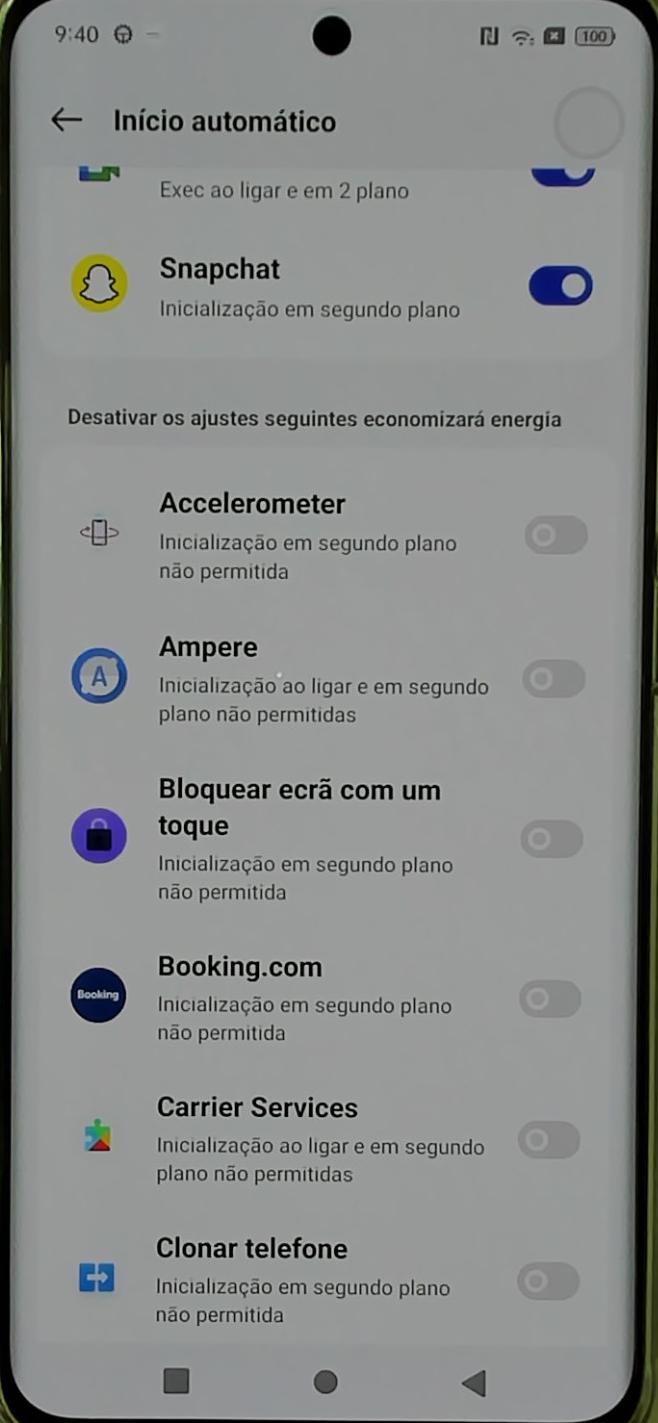 9:40
100
Início automático
Exec ao ligar e em 2 plano
Snapchat
Inicialização em segundo plano
Desativar os ajustes seguintes economizará energia
Accelerometer
Inicialização em segundo plano
não permitida
A
Ampere
Inicialização ao ligar e em segundo
plano não permitidas
Bloquear ecrã com um
toque
Inicialização em segundo plano
não permitida
Booking
Booking.com
Inicialização em segundo plano
não permitida
Carrier Services
Inicialização ao ligar e em segundo
plano não permitidas
Clonar telefone
Inicialização em segundo plano
não permitida